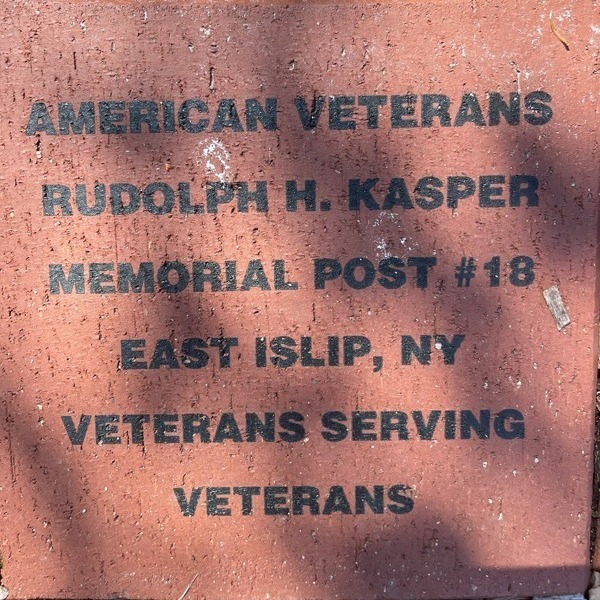 AMERICAN VETERANS
RUDOLPH H. KASPER
MEMORIAL POST #18
EAST ISLIP, NY
VETERANS SERVING
VETERANS